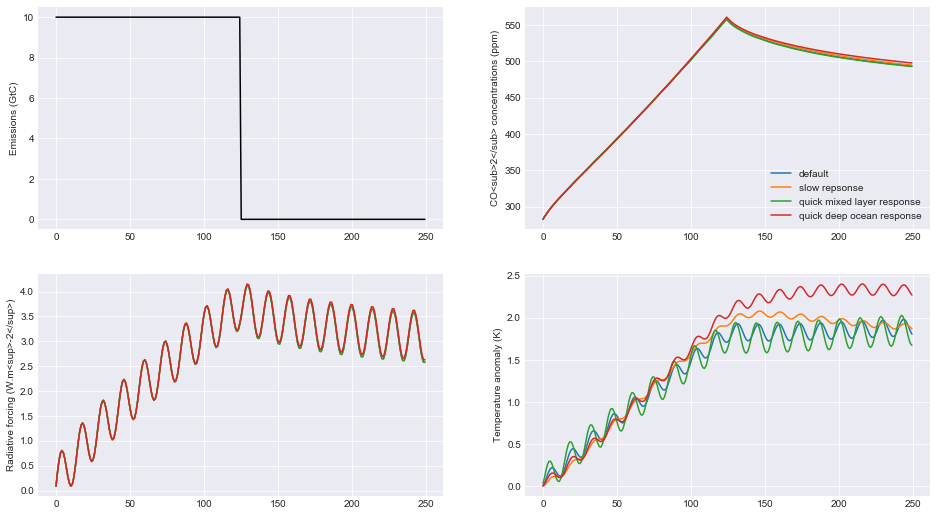 10
8
6
4
2
0
Emissions (GtC)
0 50 100 150 200 250
550
500
450
400
350
300
CO<sub>2</sub> concentrations (ppm)
default
slow repsonse
quick mixed layer response
quick deep ocean response
0 50 100 150 200 250
4.0
3.5
3.0
2.5
2.0
1.5
1.0
0.5
0.0
Radiative forcing (W.m<sup>-2</sup>)
0 50 100 150 200 250
2.5
2.0
1.5
1.0
0.5
0.0
Temperature anomaly (K)
0 50 100 150 200 250